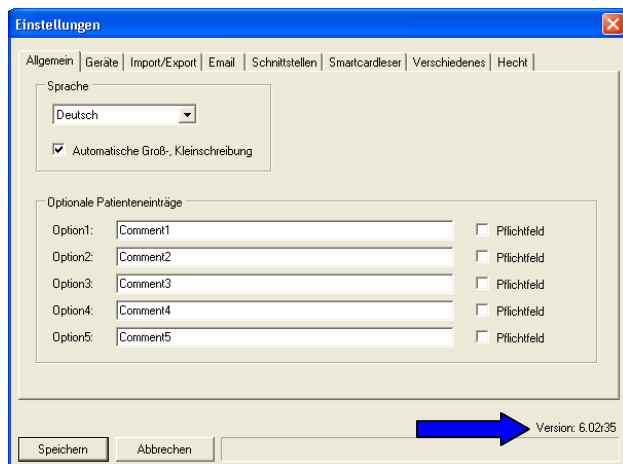 Einstellungen
Allgemein Geräte Import/Export Email Schnittstellen Smartcardleser Verschiedenes Hecht
Sprache
Deutsch
Automatische Groß-, Kleinschreibung
Optionale Patienteneinträge
Option1: Comment1 Pflichtfeld
Option2: Comment2 Pflichtfeld
Option3: Comment3 Pflichtfeld
Option4: Comment4 Pflichtfeld
Option5: Comment5 Pflichtfeld
Version: 6.02r35
Speichern Abbrechen